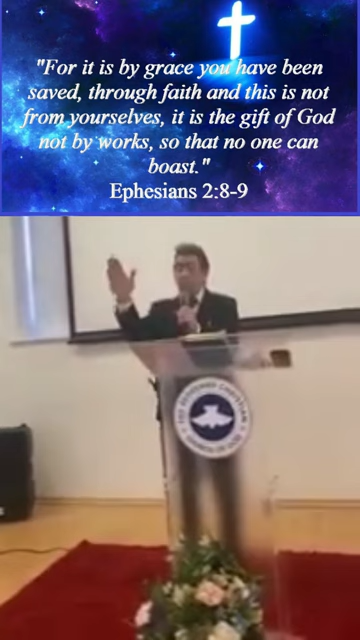 "For it is by grace you have been
saved, through faith and this is not
from yourselves, it is the gift of God
not by works, so that no one can
boast."
Ephesians 2:8-9
CHRISTIAN